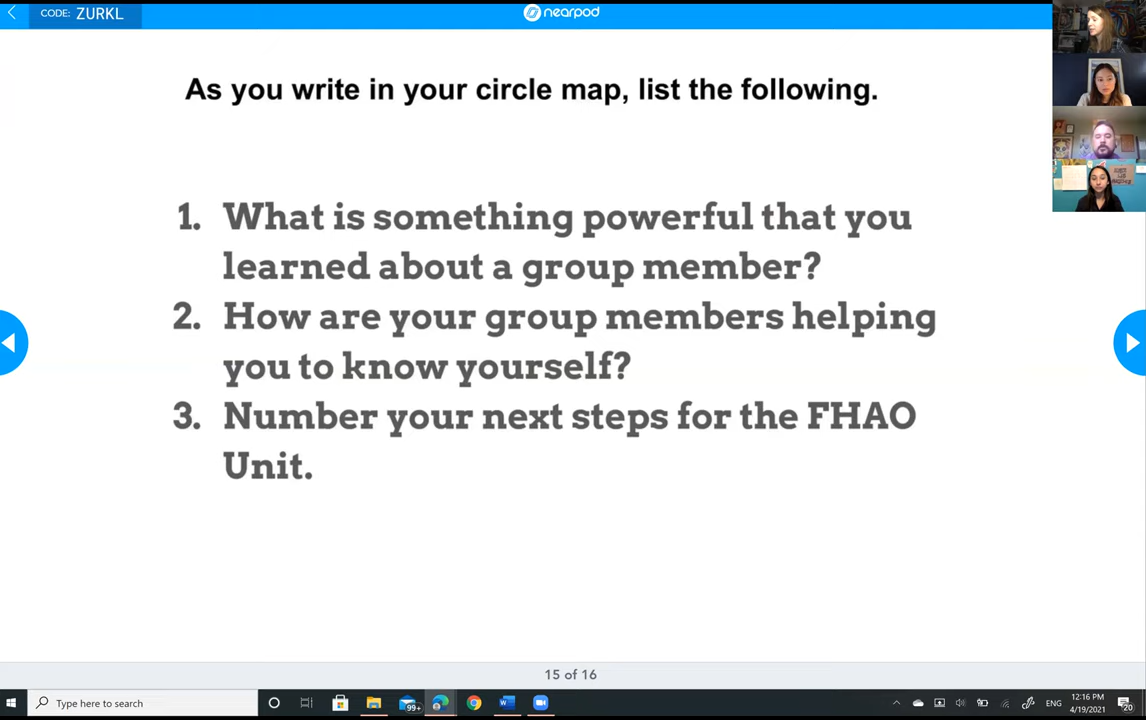 CODE: ZURKL
nearpod
As you write in your circle map, list the following.
1. What is something powerful that you
learned about a group member?
2. How are your group members helping
you to know yourself?
3. Number your next steps for the FHAO
Unit.
15 of 16
Type here to search
99+
ENG
12:16 PM
4/19/2021
20